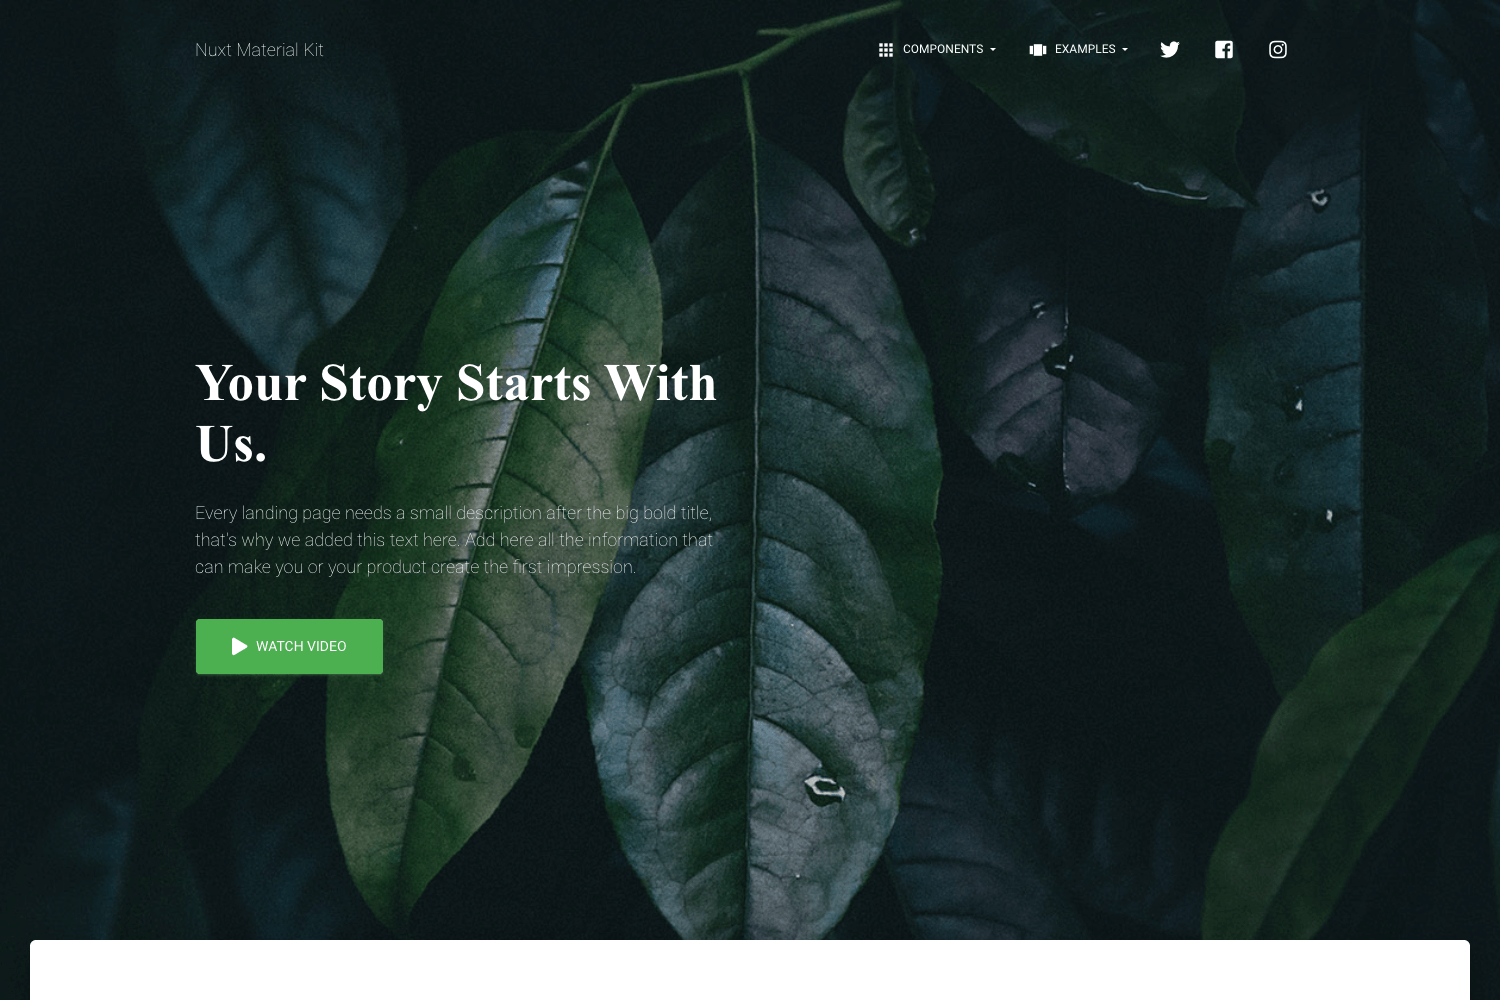 Nuxt Material Kit
COMPONENTS
EXAMPLES
Your Story Starts With
Us.
Every landing page needs a small description after the big bold title,
that's why we added this text here. Add here all the information that
can make you or your product create the first impression.
WATCH VIDEO